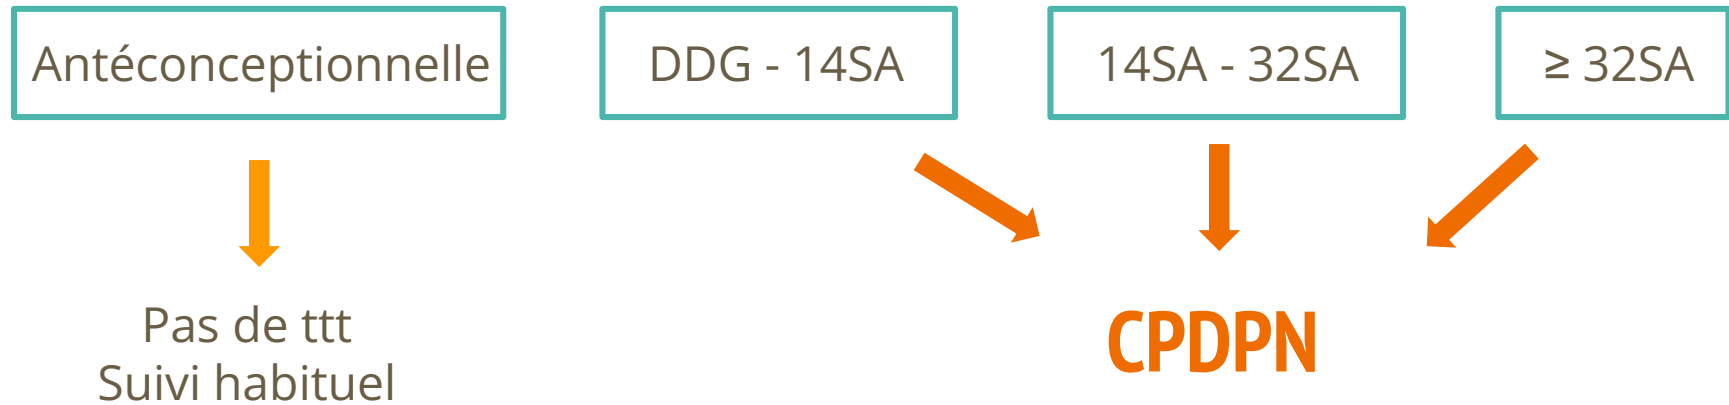 Antéconceptionnelle
DDG - 14SA
14SA - 32SA
≥ 32SA
Pas de ttt
Suivi habituel
CPDPN